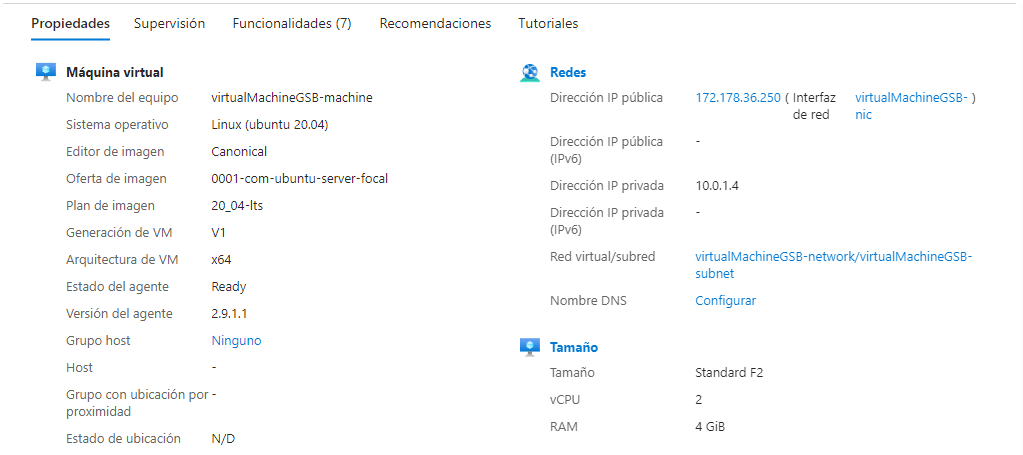 Propiedades Supervisión Funcionalidades (7) Recomendaciones Tutoriales
Máquina virtual
Nombre del equipo virtualMachineGSB-machine
Sistema operativo Linux (ubuntu 20.04)
Editor de imagen Canonical
Oferta de imagen 0001-com-ubuntu-server-focal
Plan de imagen 20_04-lts
Generación de VM V1
Arquitectura de VM x64
Estado del agente Ready
Versión del agente 2.9.1.1
Grupo host Ninguno
Host -
Grupo con ubicación por -
proximidad
Estado de ubicación N/D
Redes
Dirección IP pública 172.178.36.250 ( Interfaz virtualMachineGSB- )
de red nic
Dirección IP pública -
(IPv6)
Dirección IP privada 10.0.1.4
Dirección IP privada -
(IPv6)
Red virtual/subred virtualMachineGSB-network/virtualMachineGSB-
subnet
Nombre DNS Configurar
Tamaño
Tamaño Standard F2
vCPU 2
RAM 4 GiB